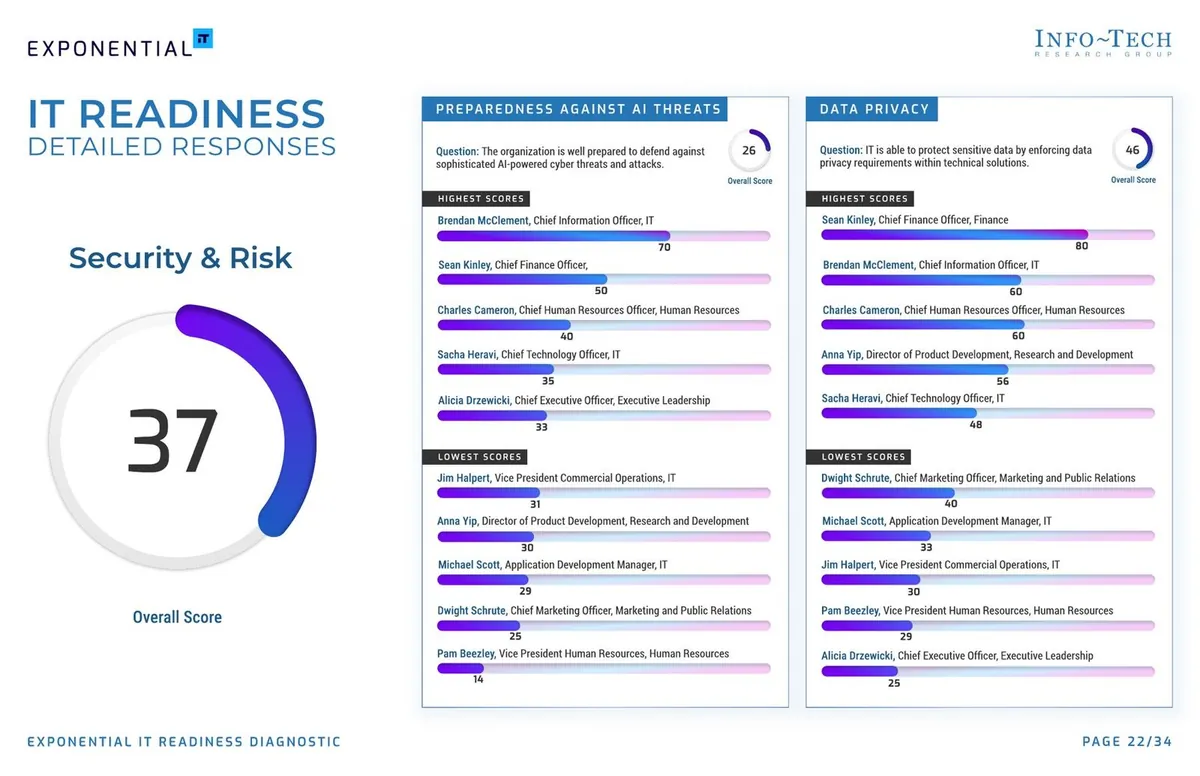 EXPONENTIAL IT
INFO~TECH
RESEARCH GROUP
IT READINESS
DETAILED RESPONSES
Security & Risk
37
Overall Score
PREPAREDNESS AGAINST AI THREATS
Question: The organization is well prepared to defend against
sophisticated AI-powered cyber threats and attacks.
26
Overall Score
HIGHEST SCORES
Brendan McClement, Chief Information Officer, IT
70
Sean Kinley, Chief Finance Officer,
50
Charles Cameron, Chief Human Resources Officer, Human Resources
40
Sacha Heravi, Chief Technology Officer, IT
35
Alicia Drzewicki, Chief Executive Officer, Executive Leadership
33
LOWEST SCORES
Jim Halpert, Vice President Commercial Operations, IT
31
Anna Yip, Director of Product Development, Research and Development
30
Michael Scott, Application Development Manager, IT
29
Dwight Schrute, Chief Marketing Officer, Marketing and Public Relations
25
Pam Beezley, Vice President Human Resources, Human Resources
14
DATA PRIVACY
Question: IT is able to protect sensitive data by enforcing data
privacy requirements within technical solutions.
46
Overall Score
HIGHEST SCORES
Sean Kinley, Chief Finance Officer, Finance
80
Brendan McClement, Chief Information Officer, IT
60
Charles Cameron, Chief Human Resources Officer, Human Resources
60
Anna Yip, Director of Product Development, Research and Development
56
Sacha Heravi, Chief Technology Officer, IT
48
LOWEST SCORES
Dwight Schrute, Chief Marketing Officer, Marketing and Public Relations
40
Michael Scott, Application Development Manager, IT
33
Jim Halpert, Vice President Commercial Operations, IT
30
Pam Beezley, Vice President Human Resources, Human Resources
29
Alicia Drzewicki, Chief Executive Officer, Executive Leadership
25
EXPONENTIAL IT READINESS DIAGNOSTIC
PAGE 22/34